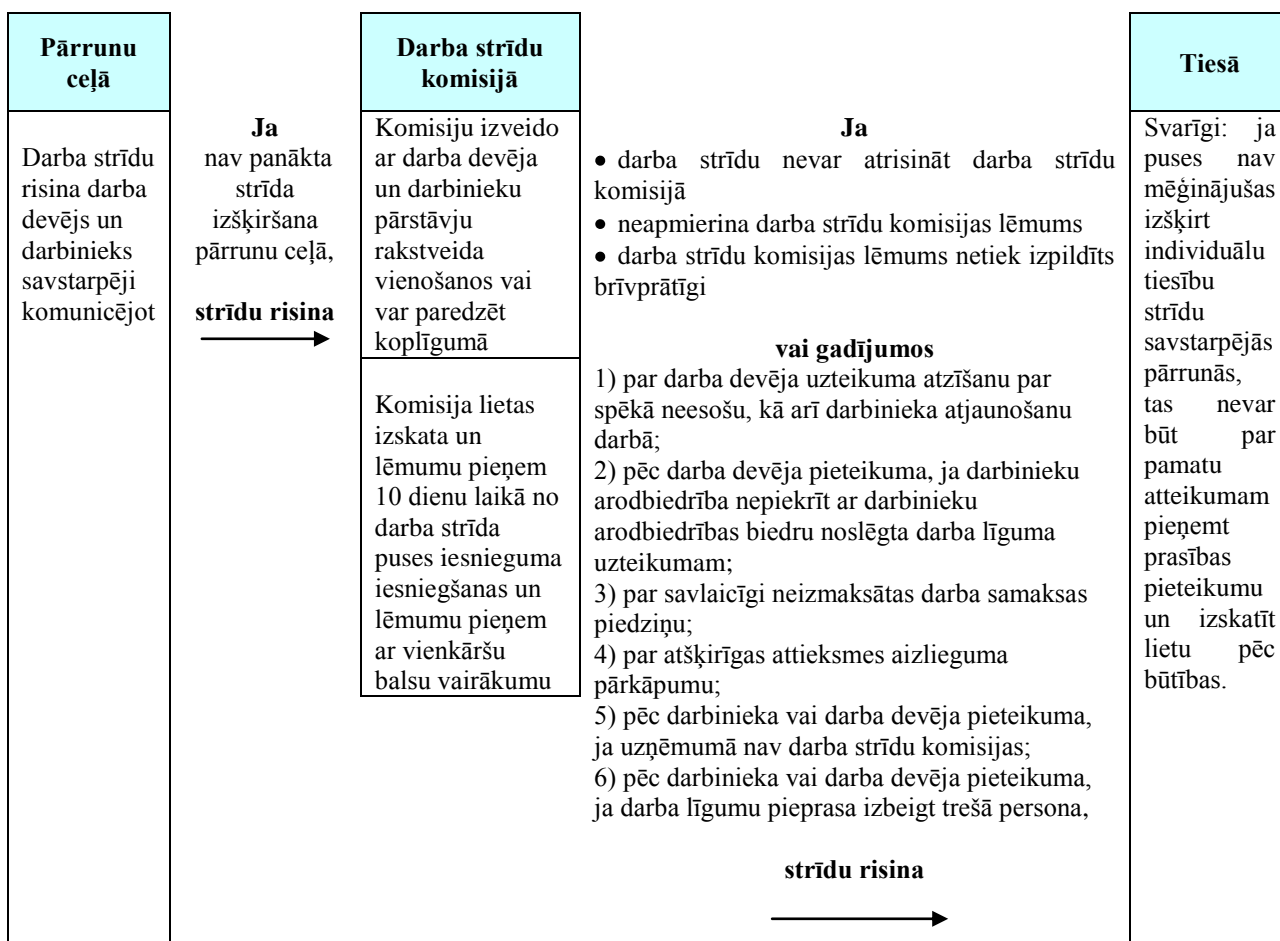 Pārrunu
ceļā
Darba strīdu
risina darba
devējs un
darbinieks
savstarpēji
komunicējot
Ja
nav panākta
strīda
izšķiršana
pārrunu ceļā,
strīdu risina
Darba strīdu
komisijā
Komisiju izveido
ar darba devēja
un darbinieku
pārstāvju
rakstveida
vienošanos vai
var paredzēt
koplīgumā
Komisija lietas
izskata un
lēmumu pieņem
10 dienu laikā no
darba strīda
puses iesnieguma
iesniegšanas un
lēmumu pieņem
ar vienkāršu
balsu vairākumu
Ja
• darba strīdu nevar atrisināt darba strīdu
komisijā
• neapmierina darba strīdu komisijas lēmums
• darba strīdu komisijas lēmums netiek izpildīts
brīvprātīgi
vai gadījumos
1) par darba devēja uzteikuma atzīšanu par
spēkā neesošu, kā arī darbinieka atjaunošanu
darbā;
2) pēc darba devēja pieteikuma, ja darbinieku
arodbiedrība nepiekrīt ar darbinieku
arodbiedrības biedru noslēgta darba līguma
uzteikumam;
3) par savlaicīgi neizmaksātas darba samaksas
piedziņu;
4) par atšķirīgas attieksmes aizlieguma
pārkāpumu;
5) pēc darbinieka vai darba devēja pieteikuma,
ja uzņēmumā nav darba strīdu komisijas;
6) pēc darbinieka vai darba devēja pieteikuma,
ja darba līgumu pieprasa izbeigt trešā persona,
strīdu risina
Tiesā
Svarīgi: ja
puses nav
mēģinājušas
izšķirt
individuālu
tiesību
strīdu
savstarpējās
pārrunās,
tas nevar
būt par
pamatu
atteikumam
pieņemt
prasības
pieteikumu
un izskatīt
lietu pēc
būtības.